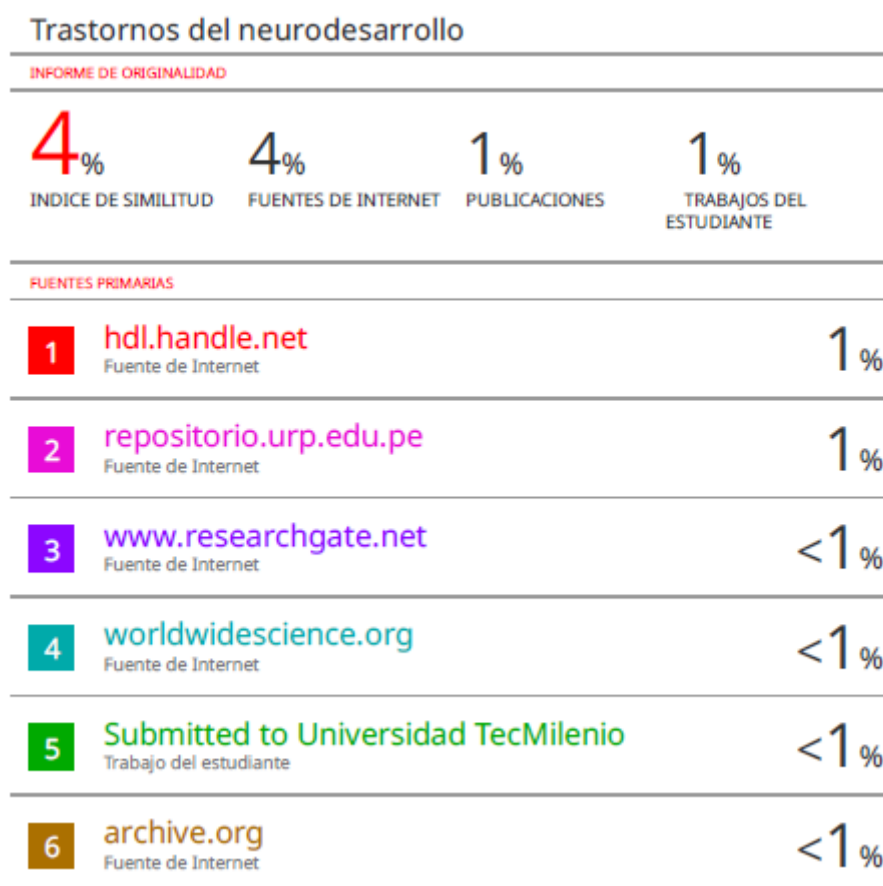 Trastornos del neurodesarrollo
INFORME DE ORIGINALIDAD
4%
INDICE DE SIMILITUD
4%
FUENTES DE INTERNET
1%
PUBLICACIONES
1%
TRABAJOS DEL
ESTUDIANTE
FUENTES PRIMARIAS
1
hdl.handle.net
Fuente de Internet
1%
2
repositorio.urp.edu.pe
Fuente de Internet
1%
3
www.researchgate.net
Fuente de Internet
<1%
4
worldwidescience.org
Fuente de Internet
<1%
5
Submitted to Universidad TecMilenio
Trabajo del estudiante
<1%
6
archive.org
Fuente de Internet
<1%